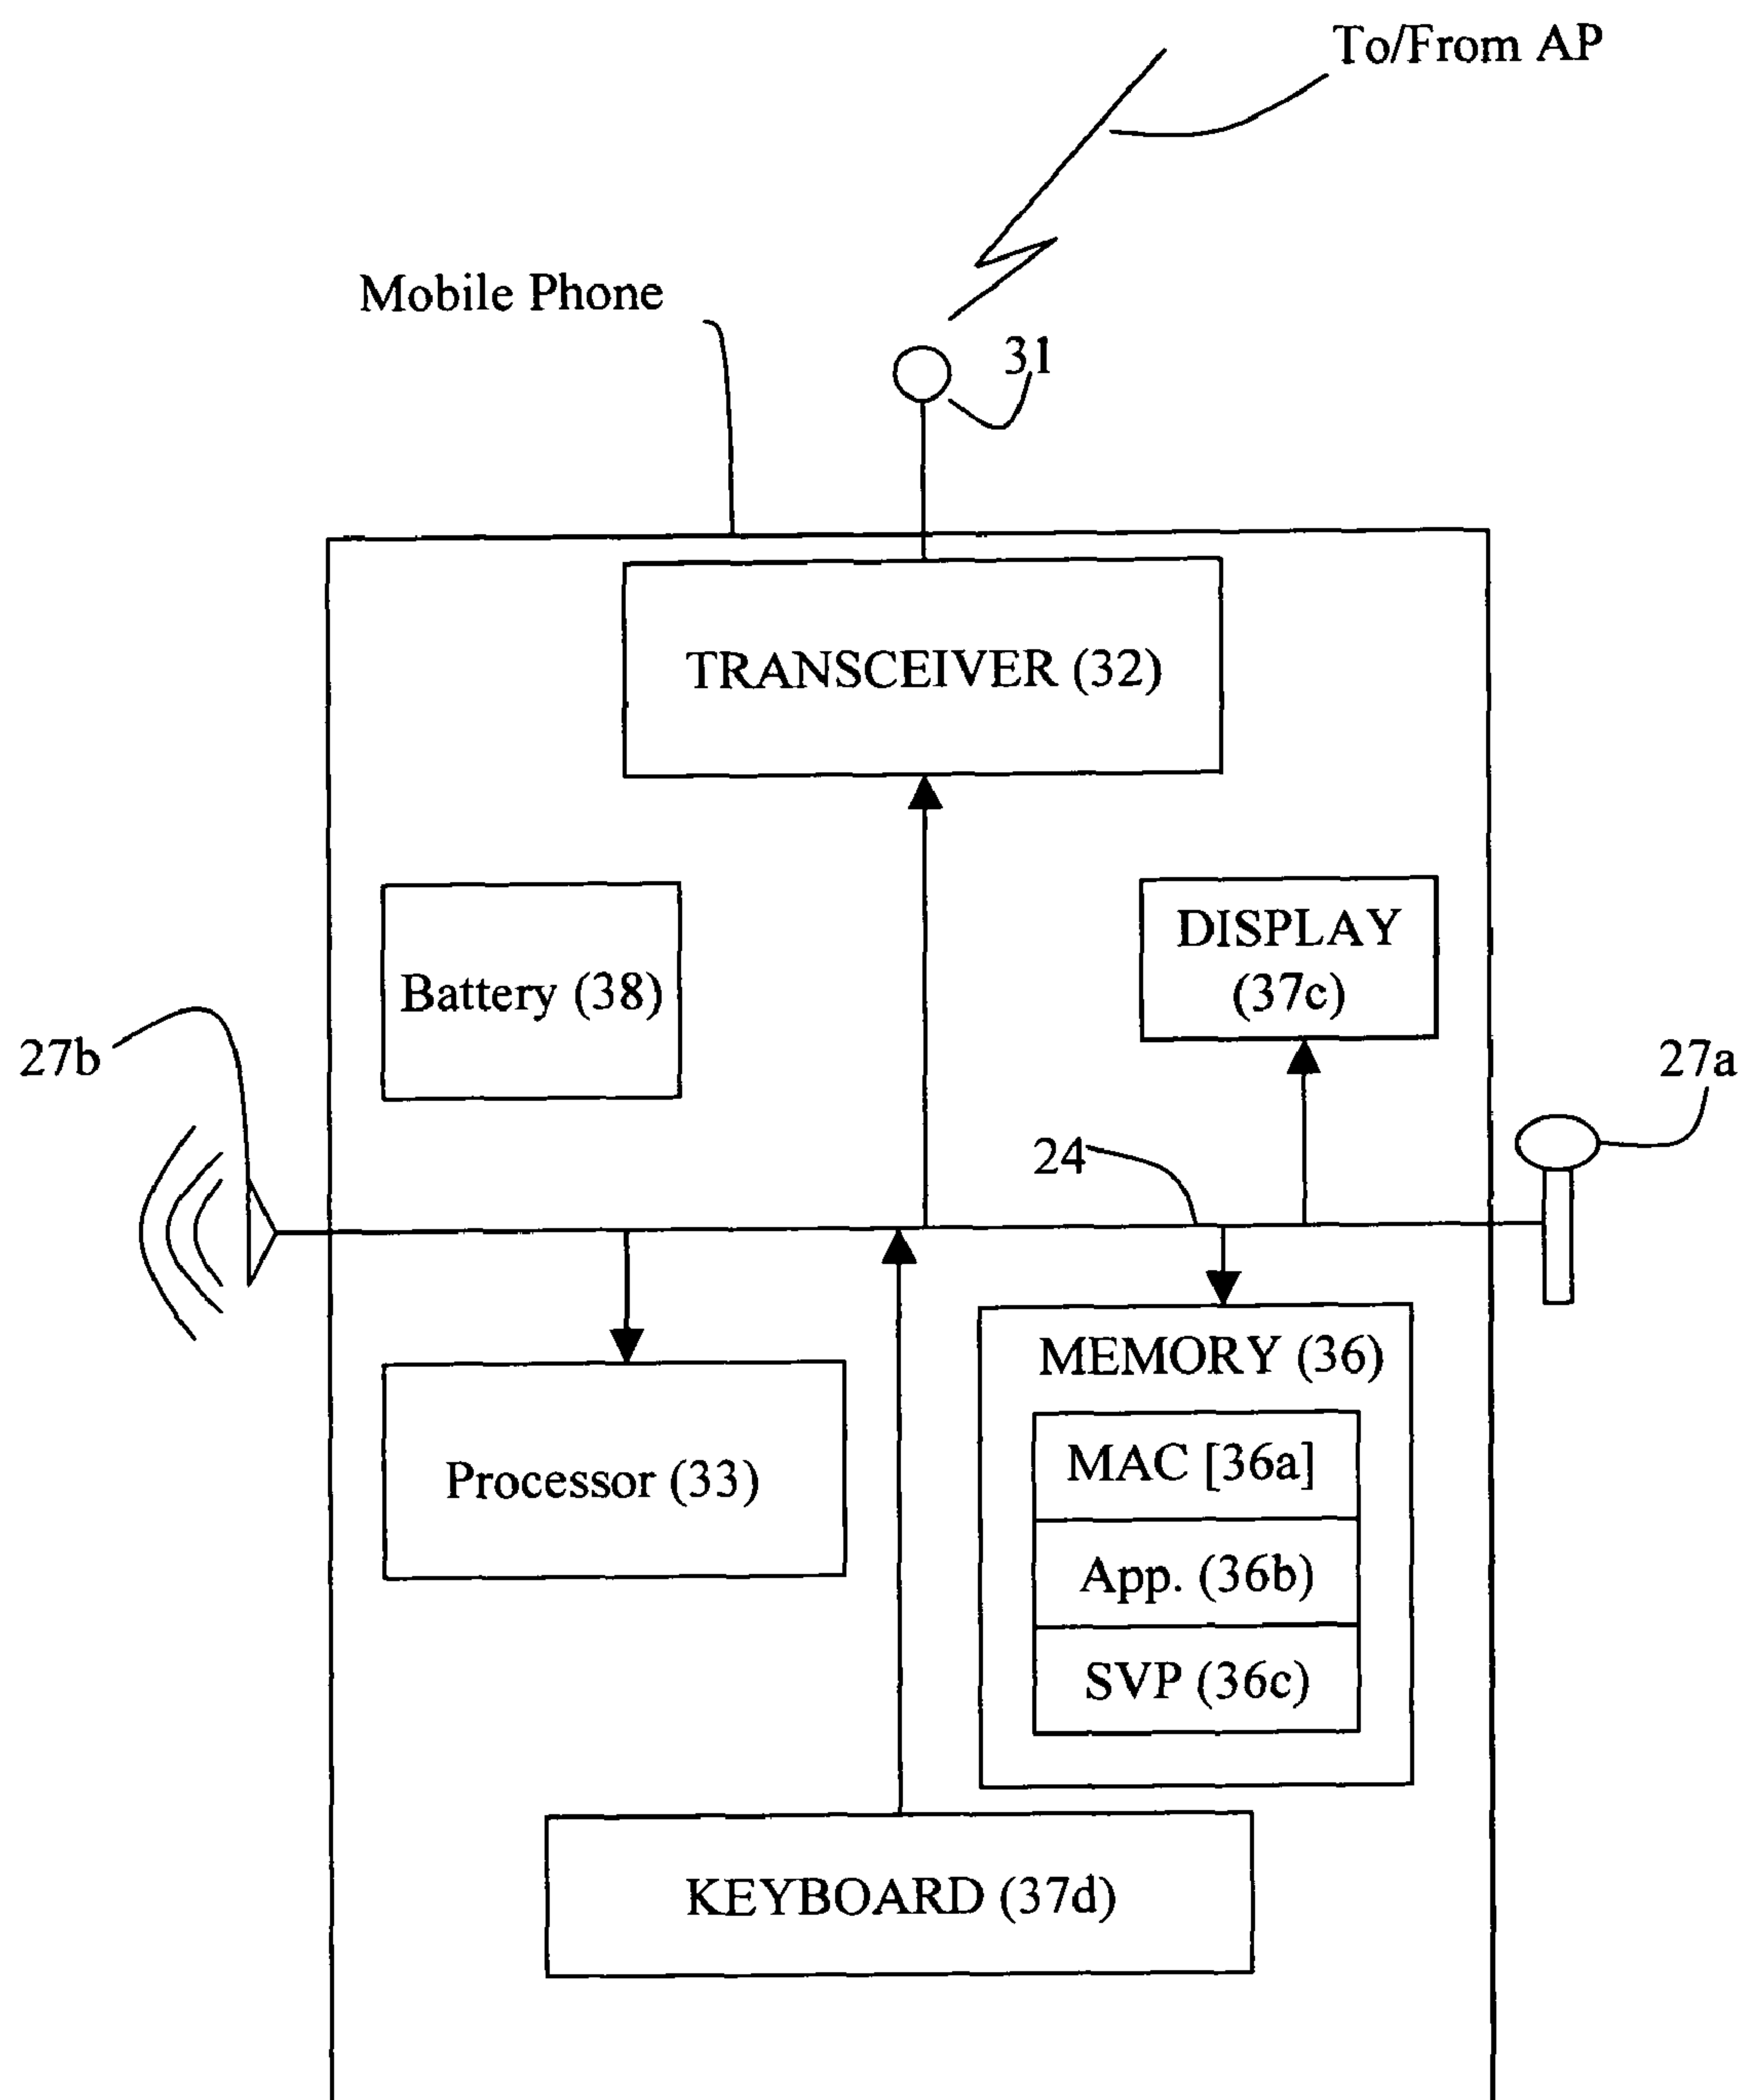 To/From AP
Mobile Phone
31
TRANSCEIVER (32)
Battery (38)
DISPLAY
(37c)
27b
27a
24
MEMORY (36)
MAC [36a]
Processor (33)
App. (36b)
SVP (36c)
KEYBOARD (37d)